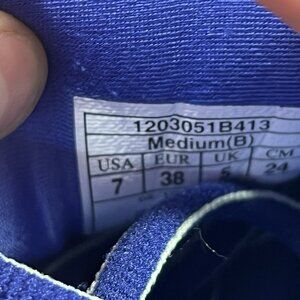 1203051B413
Medium(B)
USA EUR UK CM
7 38 5 24